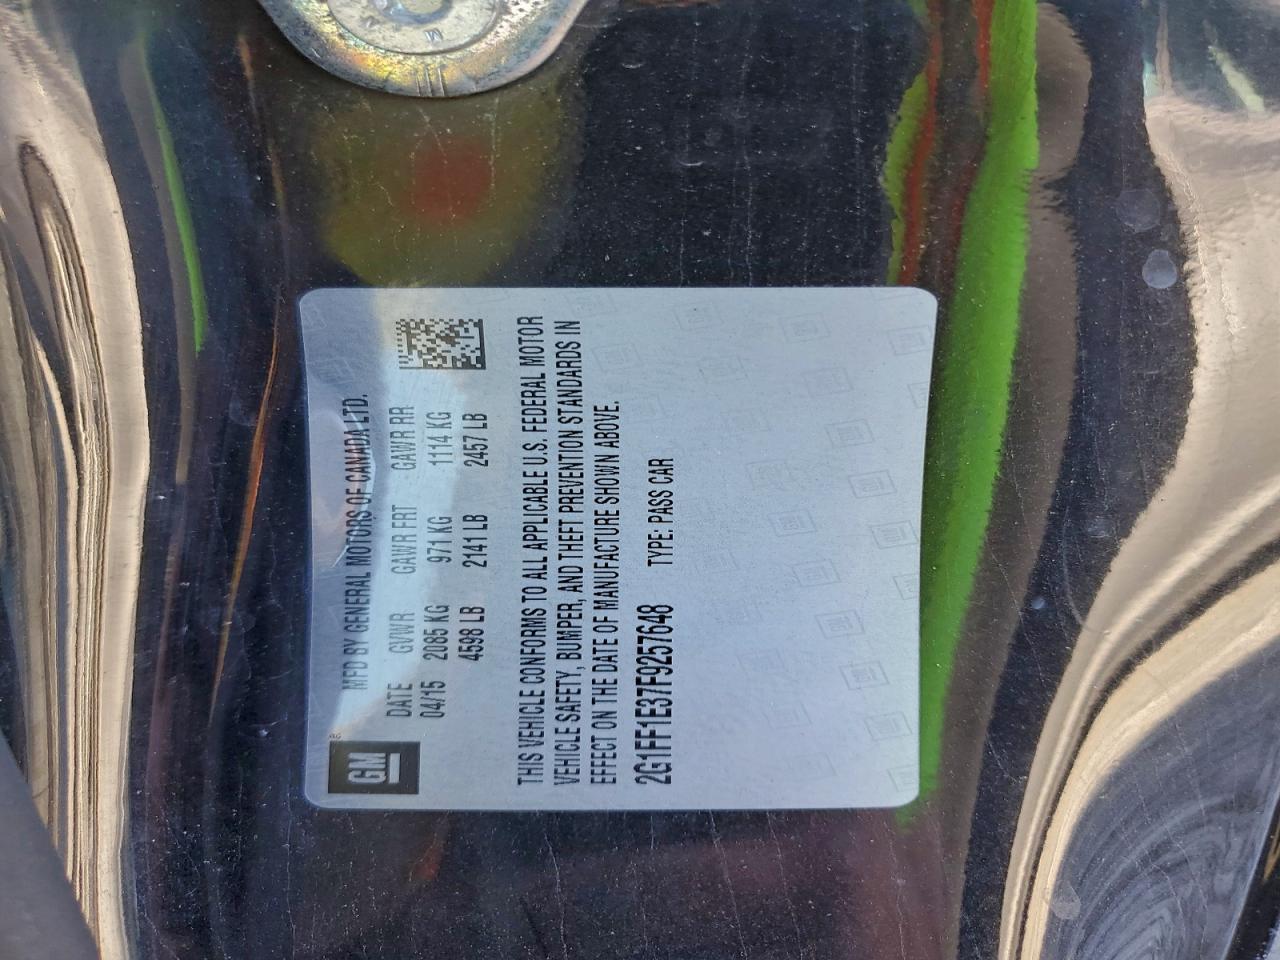 GM
MFD BY GENERAL MOTORS OF CANADA LTD.
DATE GVWR GAWR FRT GAWR RR
04/15 2085 KG 971 KG 1114 KG
4598 LB 2141 LB 2457 LB
THIS VEHICLE CONFORMS TO ALL APPLICABLE U.S. FEDERAL MOTOR
VEHICLE SAFETY, BUMPER, AND THEFT PREVENTION STANDARDS IN
EFFECT ON THE DATE OF MANUFACTURE SHOWN ABOVE.
2G1FF1E37F9257648 TYPE: PASS CAR